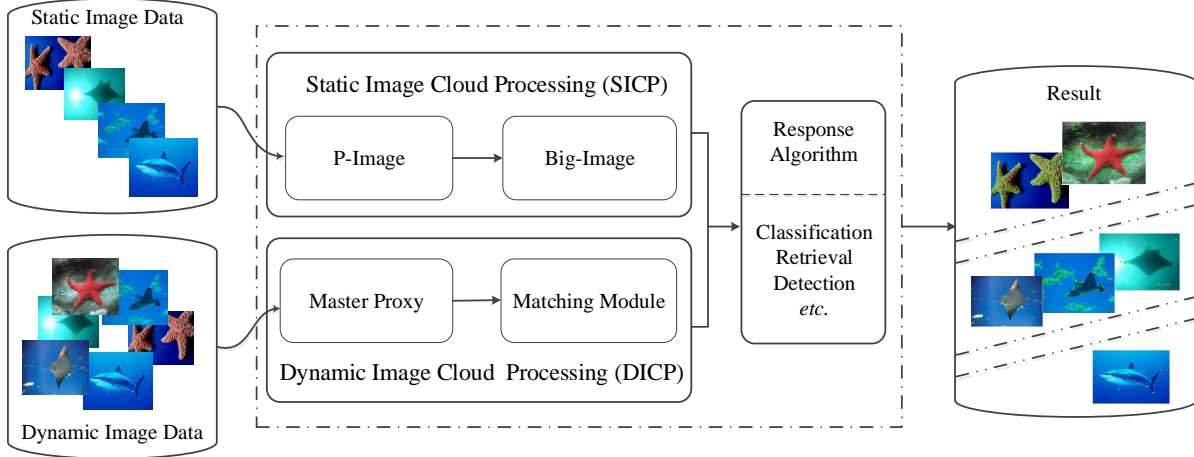 Static Image Data
Static Image Cloud Processing (SICP)
P-Image
Big-Image
Dynamic Image Data
Master Proxy
Matching Module
Dynamic Image Cloud Processing (DICP)
Response
Algorithm
Classification
Retrieval
Detection
etc.
Result